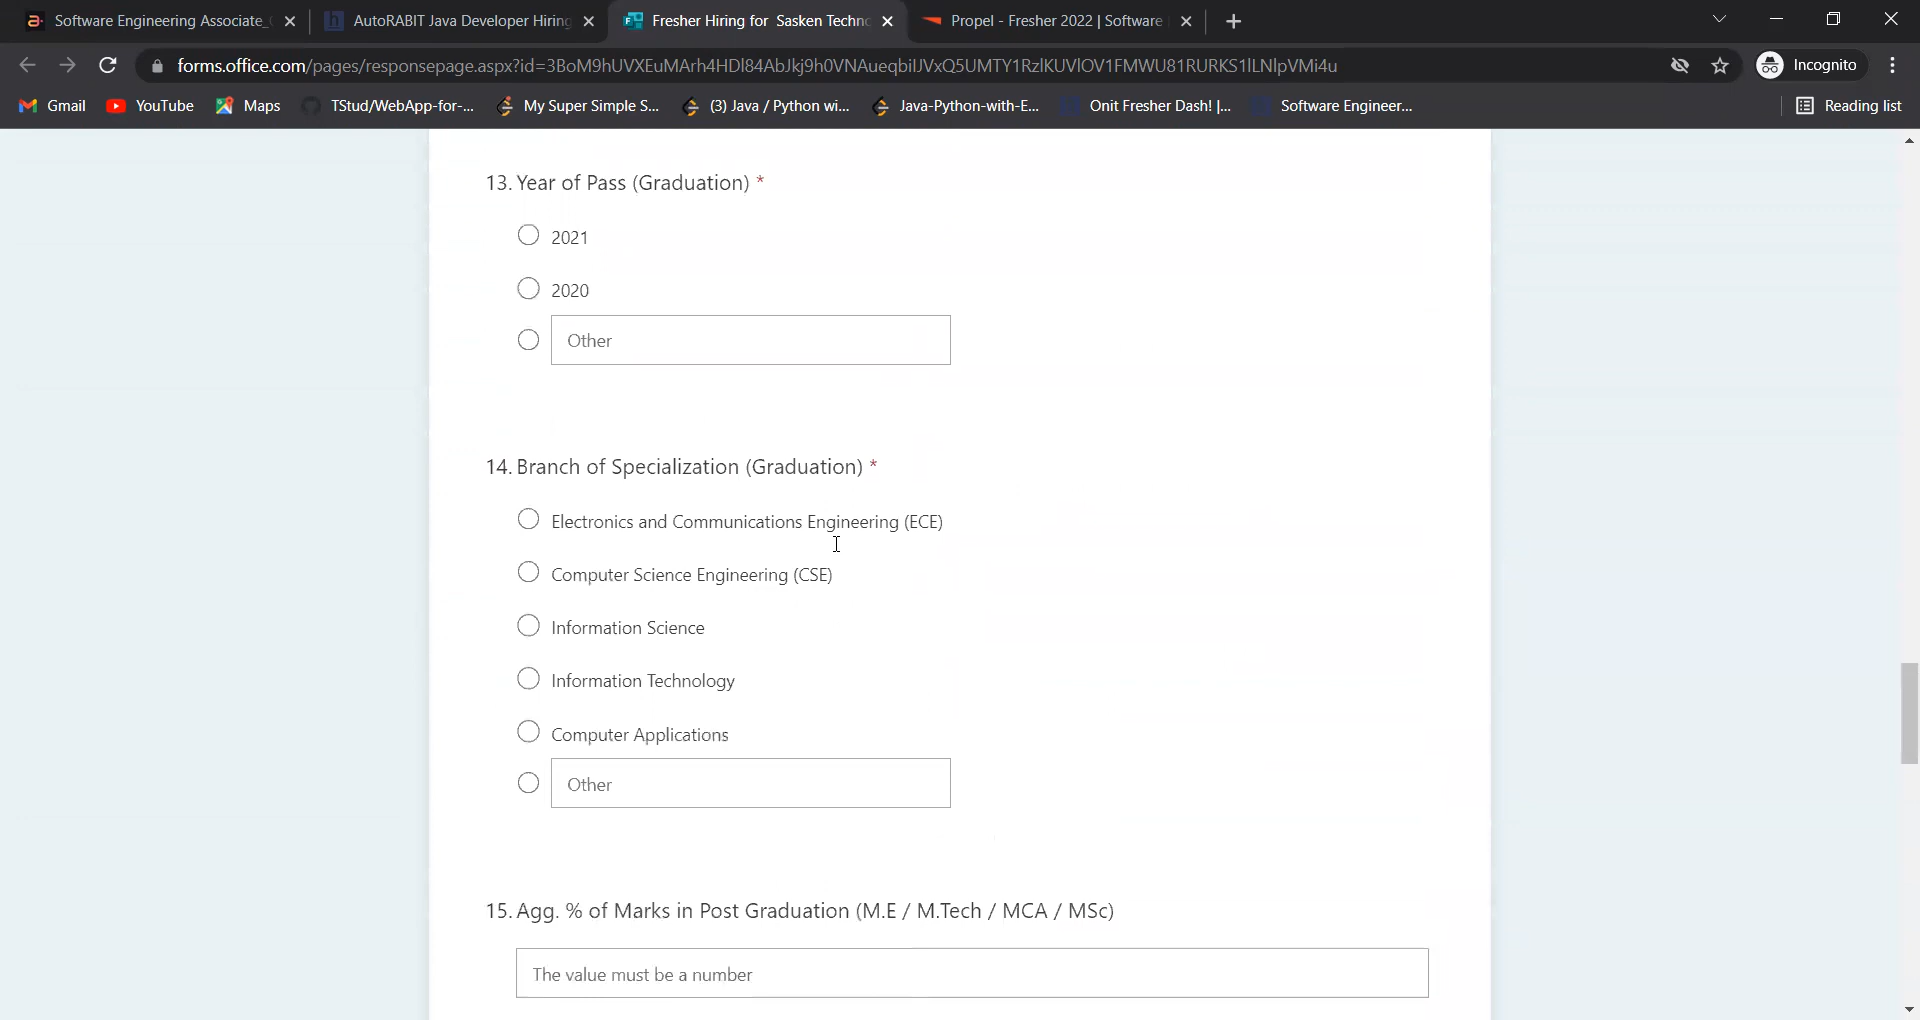 Software Engineering Associate_
AutoRABIT Java Developer Hiring
Fresher Hiring for Sasken Techno
Propel - Fresher 2022 | Software
forms.office.com/pages/responsepage.aspx?id=3BoM9hUVXEuMArh4HDl84AbJkj9h0VNAueqbiIJVxQ5UMTY1RzlKUVlOV1FMWU81RURKS1lLNlpVMi4u
Incognito
Gmail
YouTube
Maps
TStud/WebApp-for-...
My Super Simple S...
(3) Java / Python wi...
Java-Python-with-E...
Onit Fresher Dash! |...
Software Engineer...
Reading list
13. Year of Pass (Graduation) *
2021
2020
Other
14. Branch of Specialization (Graduation) *
Electronics and Communications Engineering (ECE)
Computer Science Engineering (CSE)
Information Science
Information Technology
Computer Applications
Other
15. Agg. % of Marks in Post Graduation (M.E / M.Tech / MCA / MSc)
The value must be a number